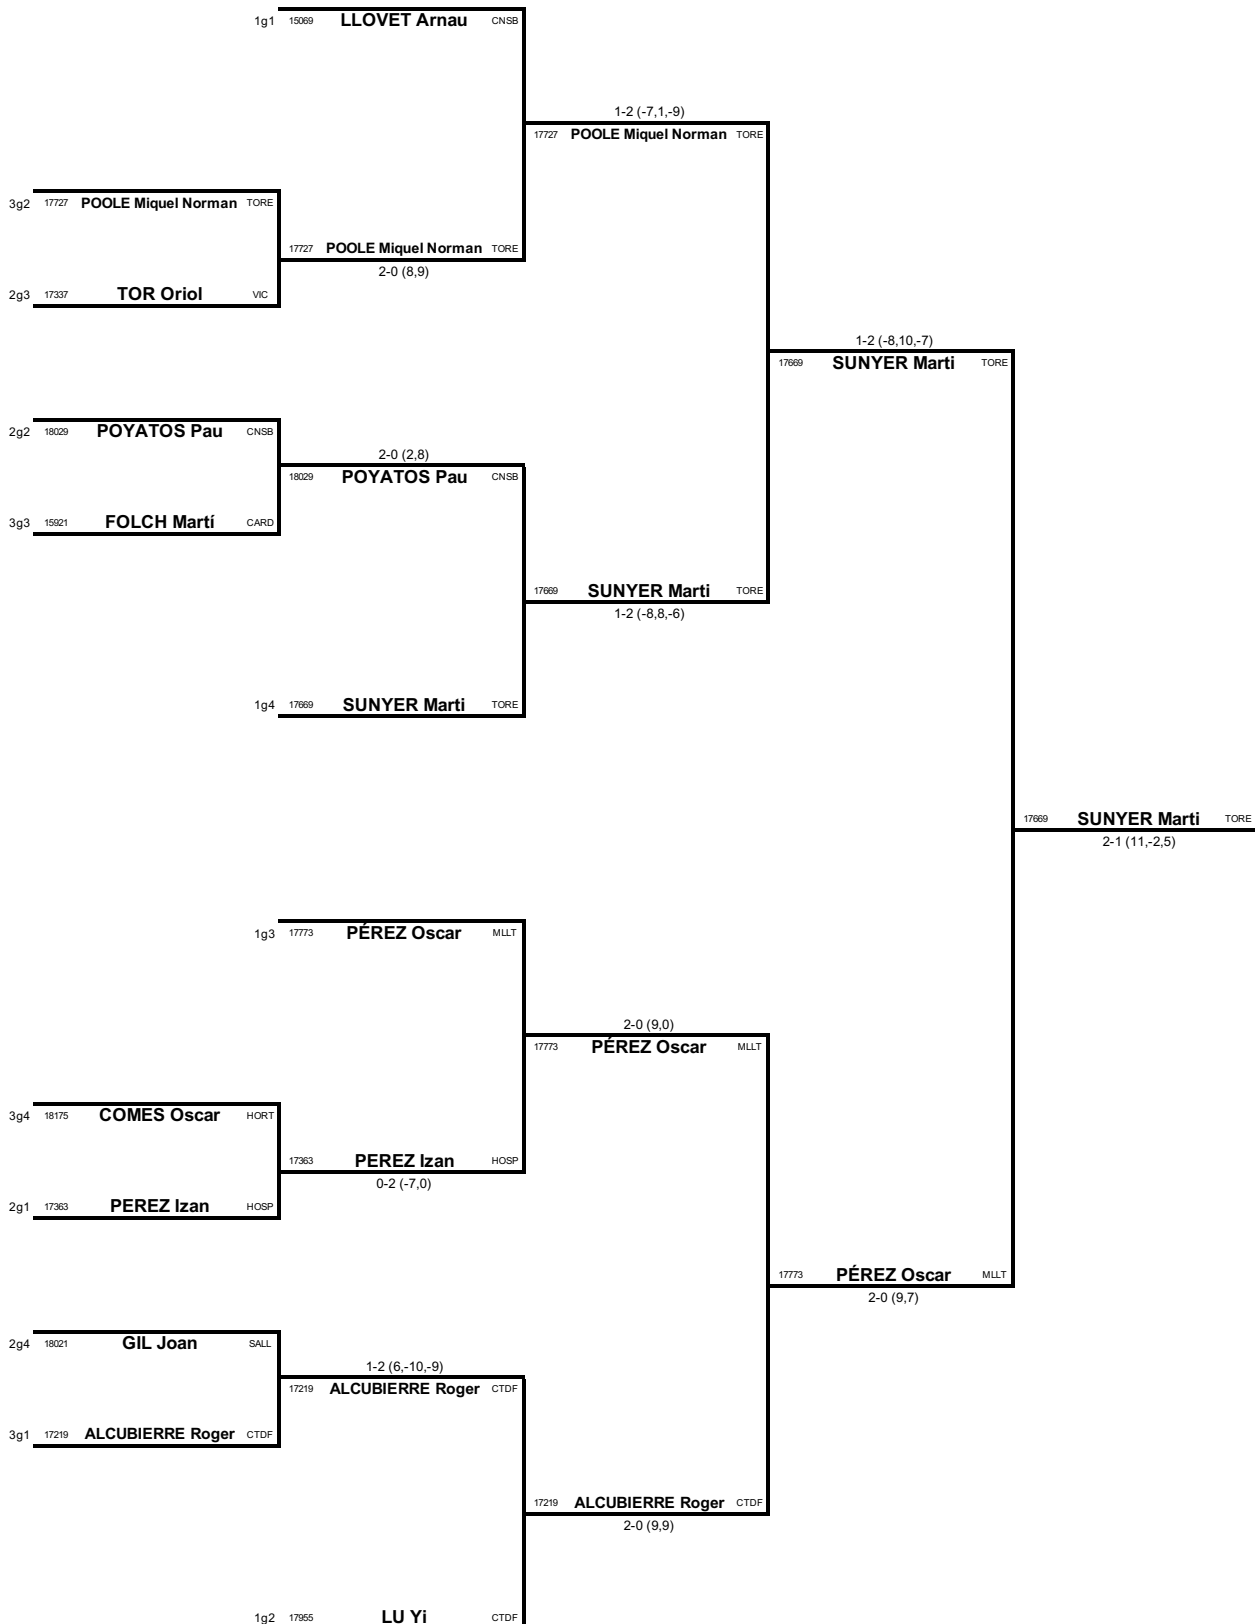 1g1 15069 LLOVET Arnau CNSB
1-2 (-7,1,-9)
17727 POOLE Miquel Norman TORE
3g2 17727 POOLE Miquel Norman TORE
17727 POOLE Miquel Norman TORE
2-0 (8,9)
2g3 17337 TOR Oriol VIC
1-2 (-8,10,-7)
17669 SUNYER Marti TORE
2g2 18029 POYATOS Pau CNSB
2-0 (2,8)
18029 POYATOS Pau CNSB
3g3 15921 FOLCH Martí CARD
17669 SUNYER Marti TORE
1-2 (-8,8,-6)
1g4 17669 SUNYER Marti TORE
17669 SUNYER Marti TORE
2-1 (11,-2,5)
1g3 17773 PÉREZ Oscar MLLT
2-0 (9,0)
17773 PÉREZ Oscar MLLT
3g4 18175 COMES Oscar HORT
17363 PEREZ Izan HOSP
0-2 (-7,0)
2g1 17363 PEREZ Izan HOSP
17773 PÉREZ Oscar MLLT
2-0 (9,7)
2g4 18021 GIL Joan SALL
1-2 (6,-10,-9)
17219 ALCUBIERRE Roger CTDF
3g1 17219 ALCUBIERRE Roger CTDF
17219 ALCUBIERRE Roger CTDF
2-0 (9,9)
1g2 17955 LU Yi CTDF